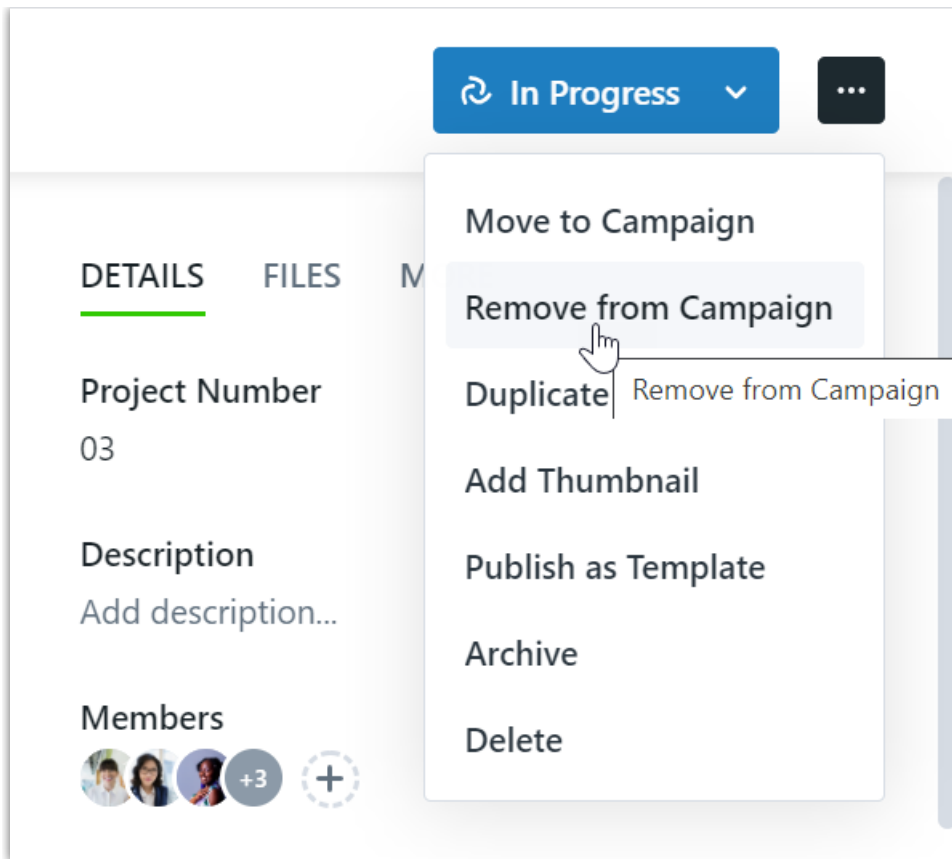 In Progress
Move to Campaign
DETAILS FILES
Remove from Campaign
Remove from Campaign
Project Number
Duplicate
03
Add Thumbnail
Description
Publish as Template
Add description...
Archive
Members
Delete
+3